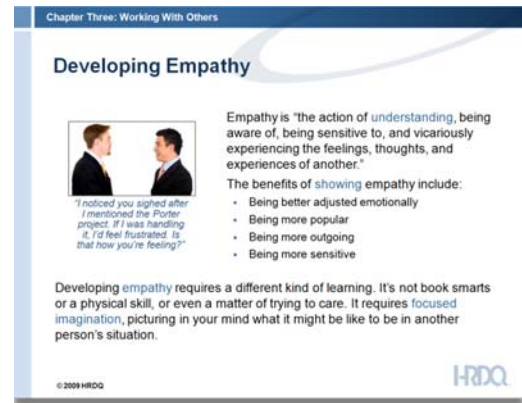 Chapter Three: Working With Others
Developing Empathy
Empathy is "the action of understanding, being
aware of, being sensitive to, and vicariously
experiencing the feelings, thoughts, and
experiences of another."
The benefits of showing empathy include:
• Being better adjusted emotionally
• Being more popular
• Being more outgoing
• Being more sensitive
"I noticed you sighed after
I mentioned the Porter
project. If I was handling
it, I'd feel frustrated. Is
that how you're feeling?"
Developing empathy requires a different kind of learning. It's not book smarts
or a physical skill, or even a matter of trying to care. It requires focused
imagination, picturing in your mind what it might be like to be in another
person's situation.
© 2009 HRDQ
HRDQ